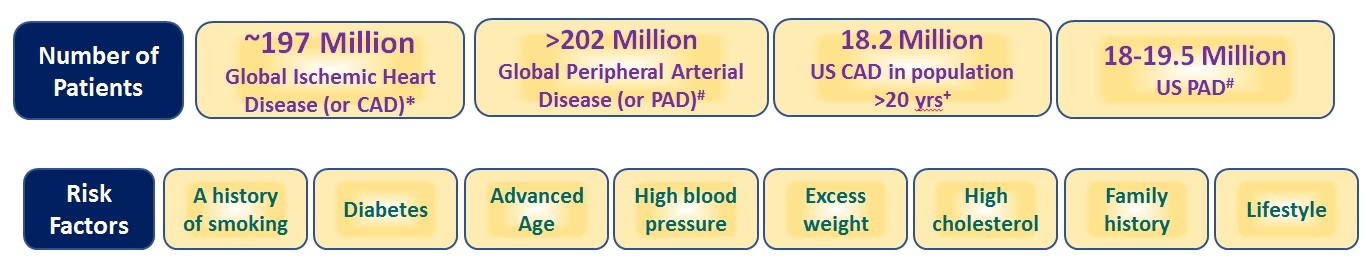 Number of
Patients
~197 Million
Global Ischemic Heart
Disease (or CAD)*
>202 Million
Global Peripheral Arterial
Disease (or PAD)#
18.2 Million
US CAD in population
>20 yrs+
18-19.5 Million
US PAD#
Risk
Factors
A history
of smoking
Diabetes
Advanced
Age
High blood
pressure
Excess
weight
High
cholesterol
Family
history
Lifestyle